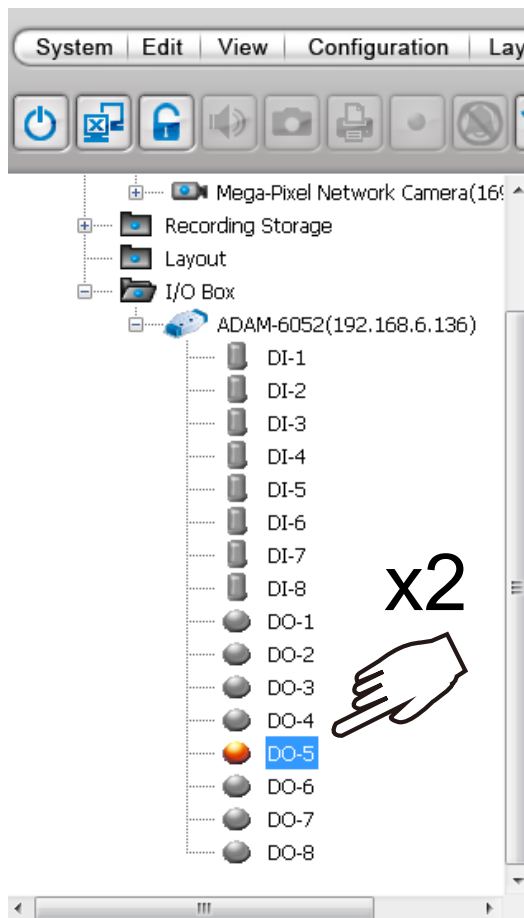 System Edit View Configuration Lay
Mega-Pixel Network Camera(169
Recording Storage
Layout
I/O Box
ADAM-6052(192.168.6.136)
DI-1
DI-2
DI-3
DI-4
DI-5
DI-6
DI-7
DI-8
x2
DO-1
DO-2
DO-3
DO-4
DO-5
DO-6
DO-7
DO-8